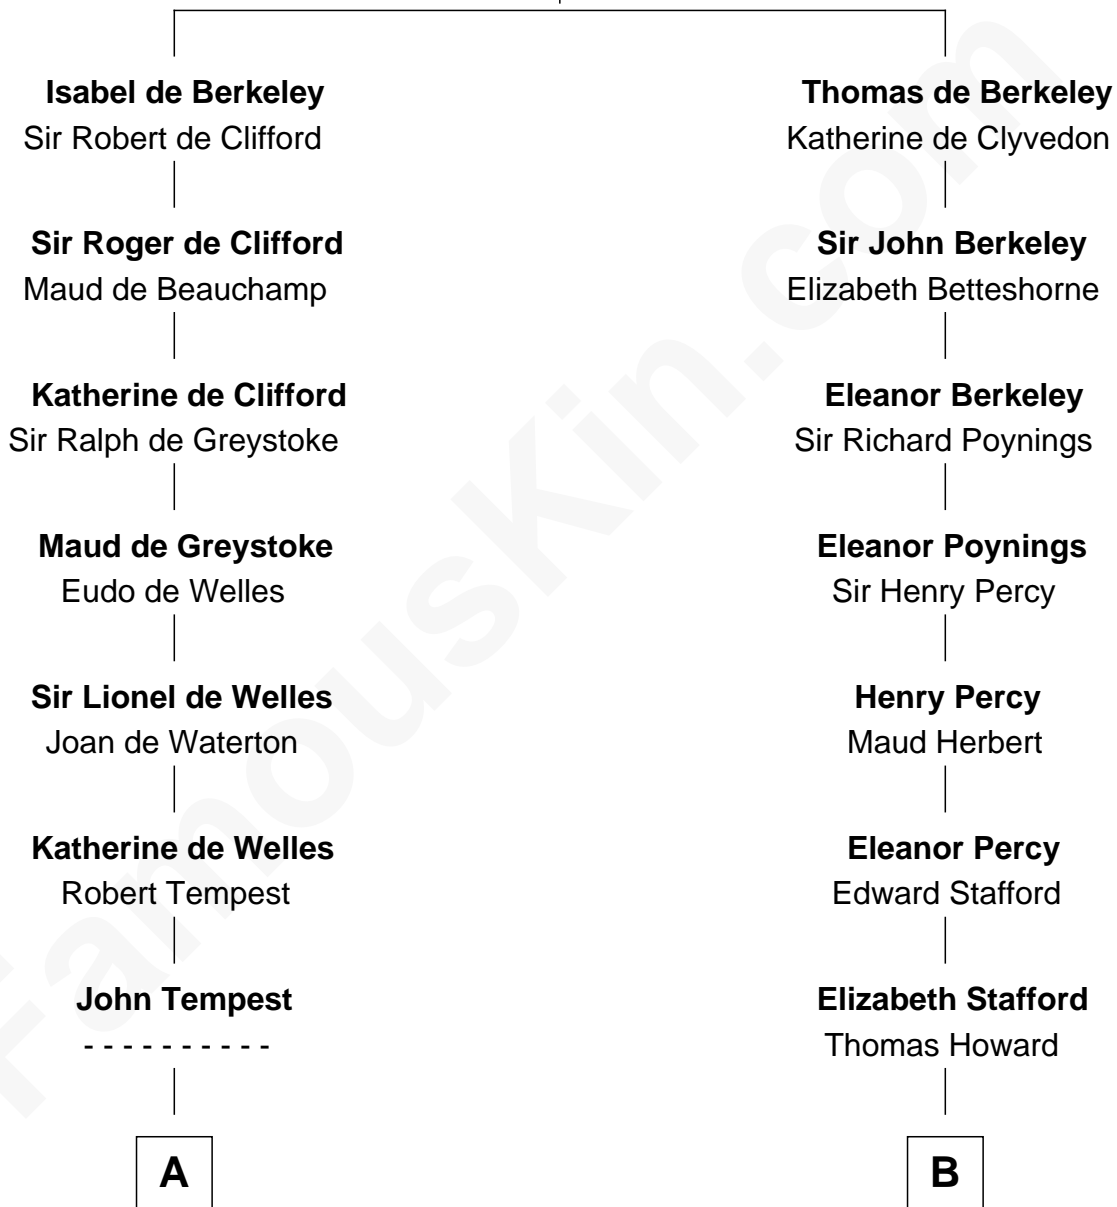 Isabel de Berkeley
Sir Robert de Clifford
Sir Roger de Clifford
Maud de Beauchamp
Katherine de Clifford
Sir Ralph de Greystoke
Maud de Greystoke
Eudo de Welles
Sir Lionel de Welles
Joan de Waterton
Katherine de Welles
Robert Tempest
John Tempest
- - - - - - - - - -
A
Thomas de Berkeley
Katherine de Clyvedon
Sir John Berkeley
Elizabeth Betteshorne
Eleanor Berkeley
Sir Richard Poynings
Eleanor Poynings
Sir Henry Percy
Henry Percy
Maud Herbert
Eleanor Percy
Edward Stafford
Elizabeth Stafford
Thomas Howard
B
FamousKin.com